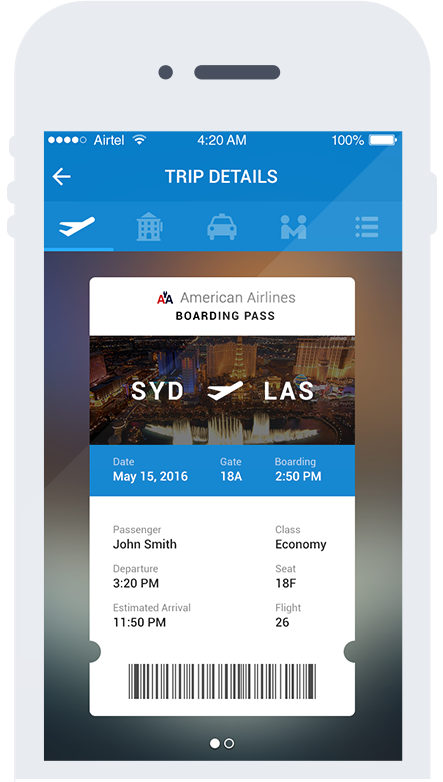 Airtel 4:20 AM 100%
TRIP DETAILS
AA American Airlines
BOARDING PASS
SYD LAS
Date Gate Boarding
May 15, 2016 18A 2:50 PM
Passenger Class
John Smith Economy
Departure Seat
3:20 PM 18F
Estimated Arrival Flight
11:50 PM 26